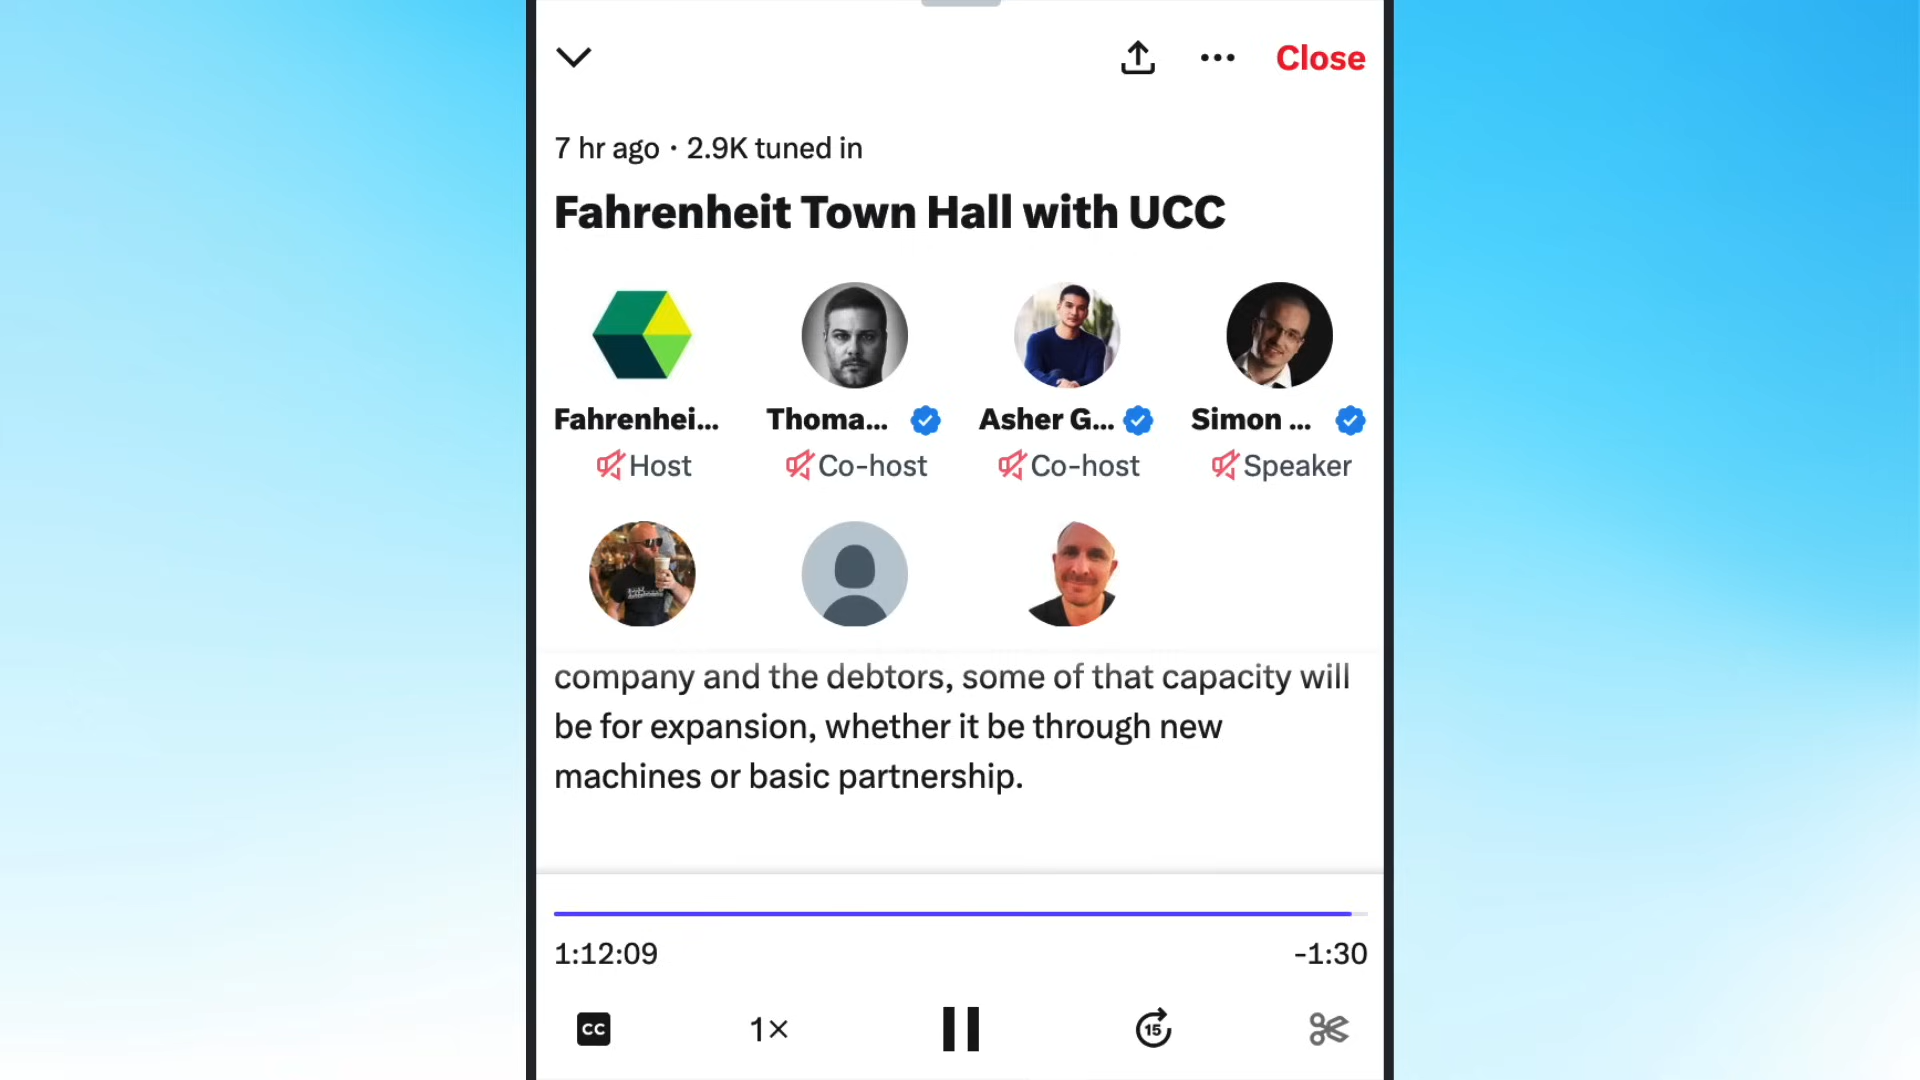 Close
7 hr ago · 2.9K tuned in
Fahrenheit Town Hall with UCC
Fahrenhei... Thoma... Asher G... Simon ...
Host Co-host Co-host Speaker
company and the debtors, some of that capacity will
be for expansion, whether it be through new
machines or basic partnership.
1:12:09 -1:30
CC 1× 15